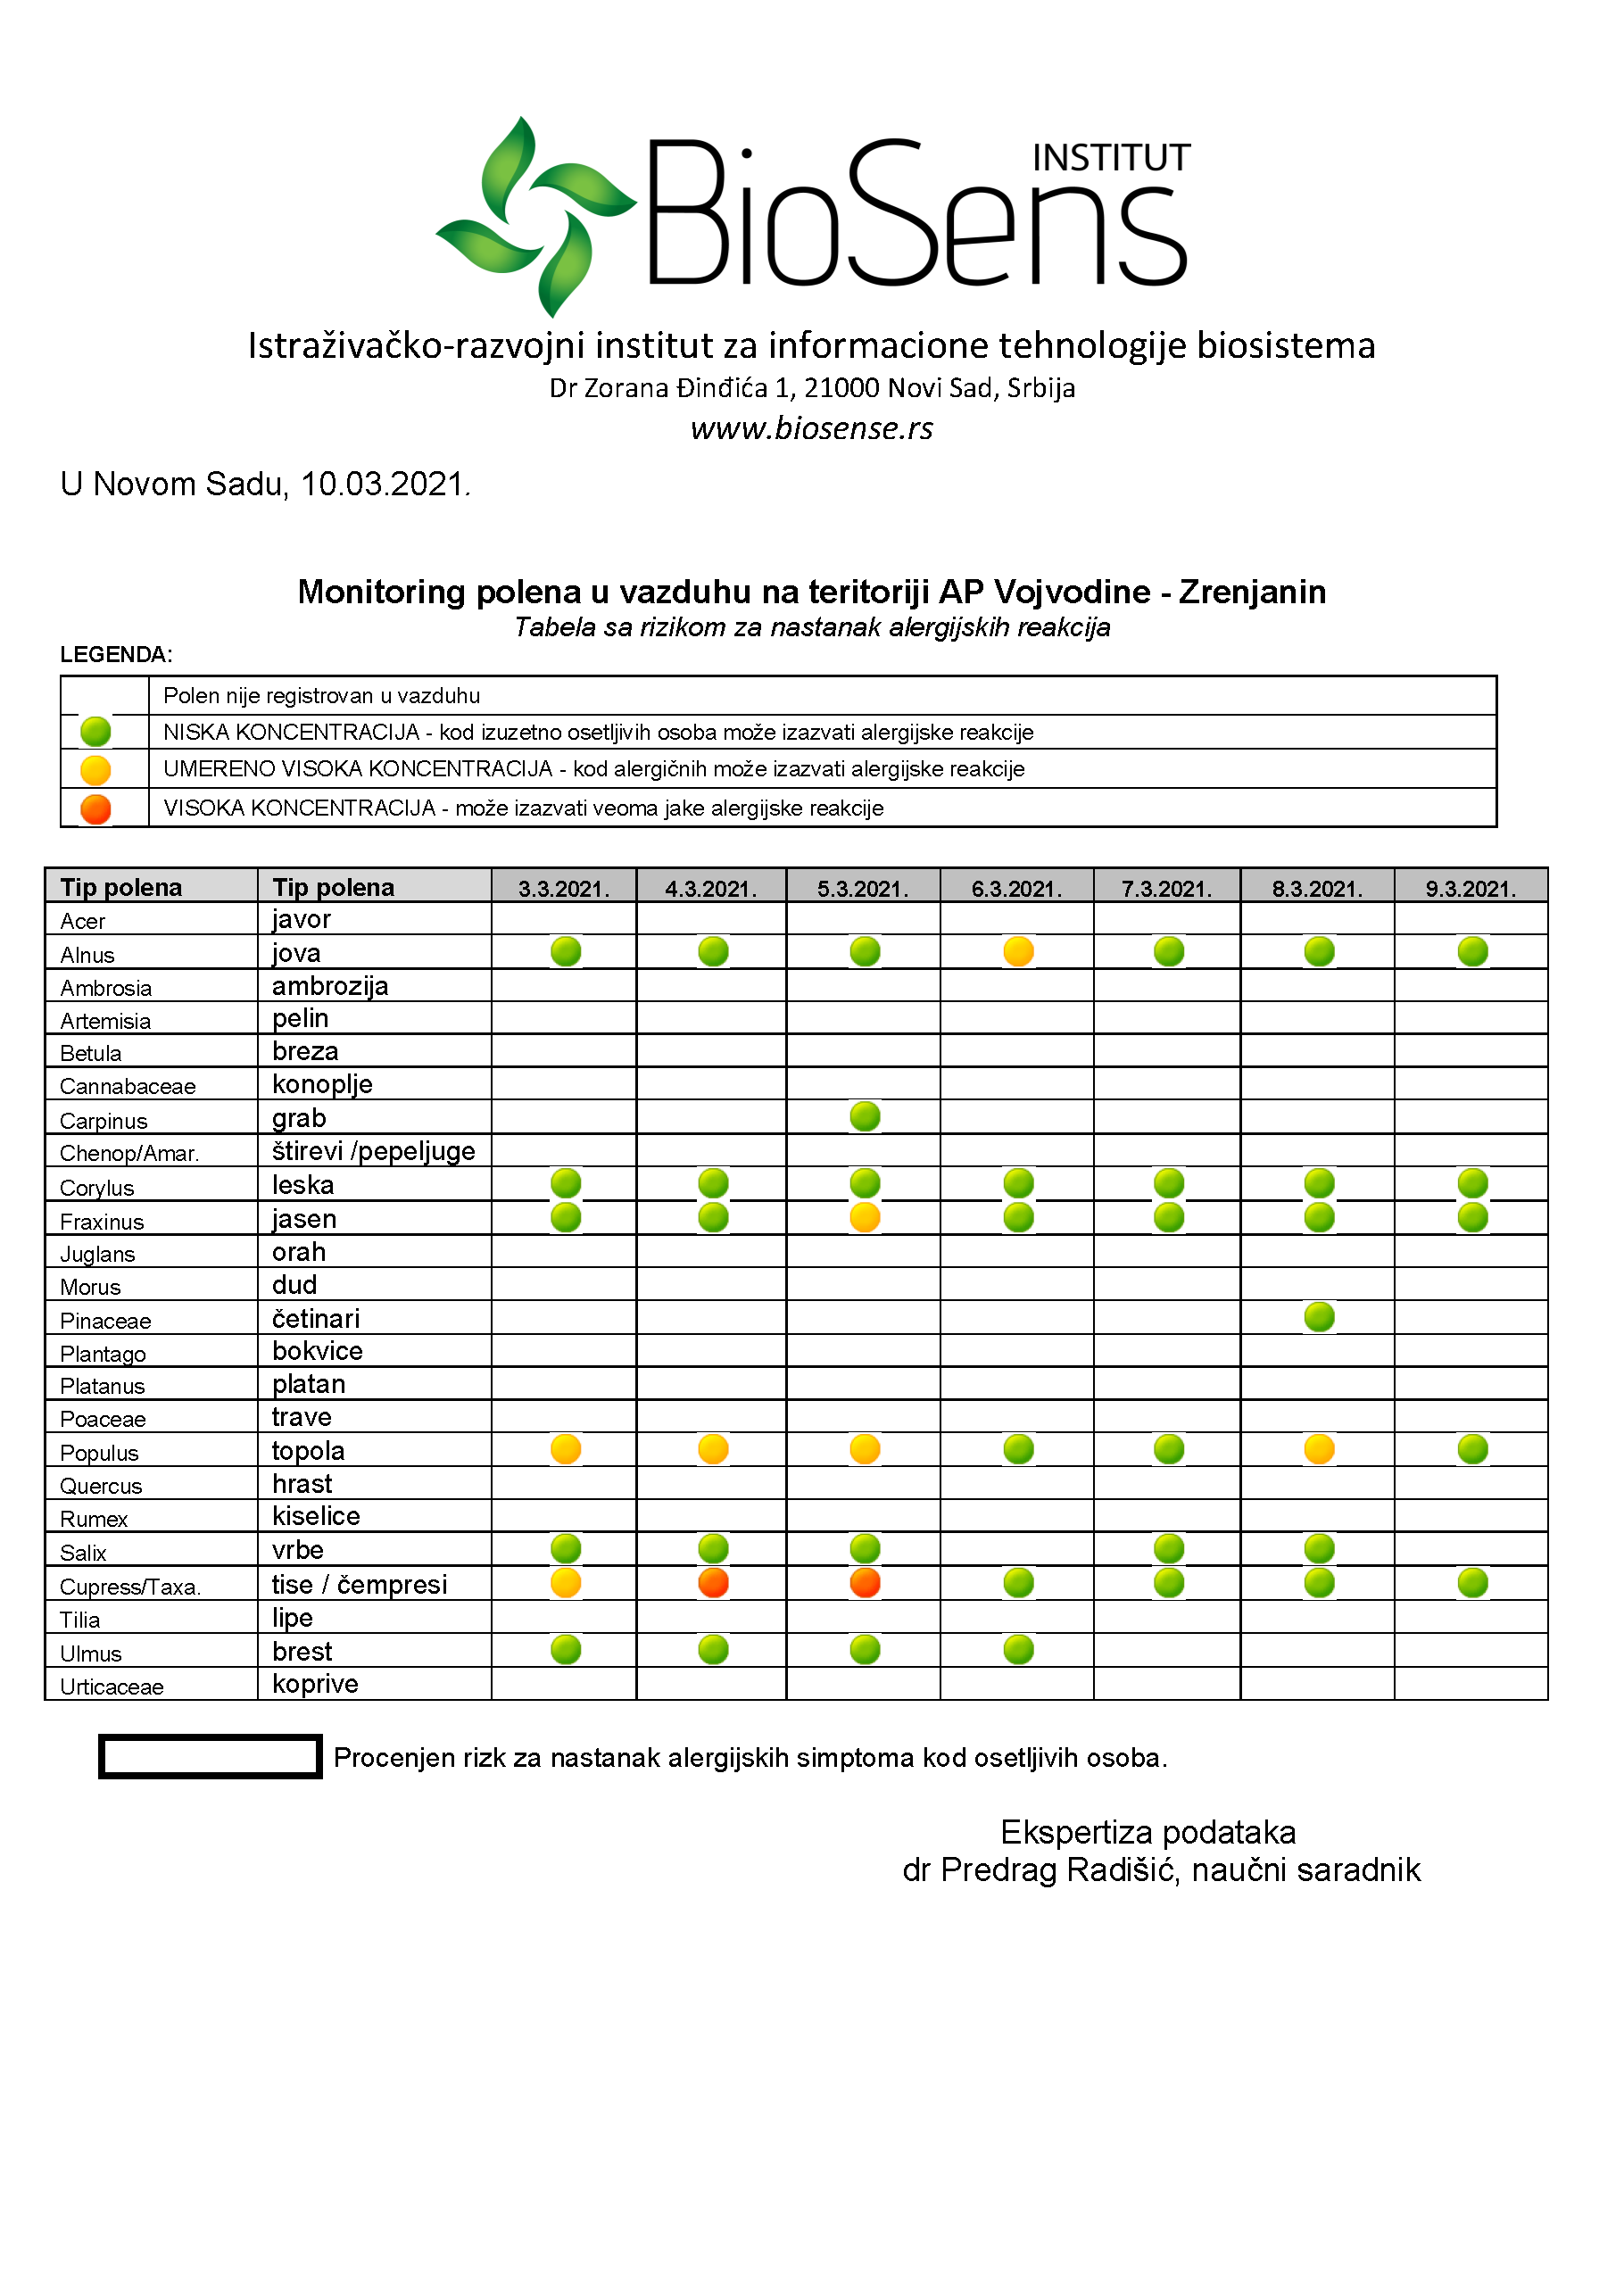 INSTITUT
BioSens
Istraživačko-razvojni institut za informacione tehnologije biosistema
Dr Zorana Đinđića 1, 21000 Novi Sad, Srbija
www.biosense.rs
U Novom Sadu, 10.03.2021.
Monitoring polena u vazduhu na teritoriji AP Vojvodine - Zrenjanin
Tabela sa rizikom za nastanak alergijskih reakcija
LEGENDA:
Polen nije registrovan u vazduhu
NISKA KONCENTRACIJA - kod izuzetno osetljivih osoba može izazvati alergijske reakcije
UMERENO VISOKA KONCENTRACIJA - kod alergičnih može izazvati alergijske reakcije
VISOKA KONCENTRACIJA - može izazvati veoma jake alergijske reakcije
Tip polena Tip polena 3.3.2021. 4.3.2021. 5.3.2021. 6.3.2021. 7.3.2021. 8.3.2021. 9.3.2021.
Acer javor
Alnus jova
Ambrosia ambrozija
Artemisia pelin
Betula breza
Cannabaceae konoplje
Carpinus grab
Chenop/Amar. štirevi /pepeljuge
Corylus leska
Fraxinus jasen
Juglans orah
Morus dud
Pinaceae četinari
Plantago bokvice
Platanus platan
Poaceae trave
Populus topola
Quercus hrast
Rumex kiselice
Salix vrbe
Cupress/Taxa. tise / čempresi
Tilia lipe
Ulmus brest
Urticaceae koprive
Procenjen rizk za nastanak alergijskih simptoma kod osetljivih osoba.
Ekspertiza podataka
dr Predrag Radišić, naučni saradnik